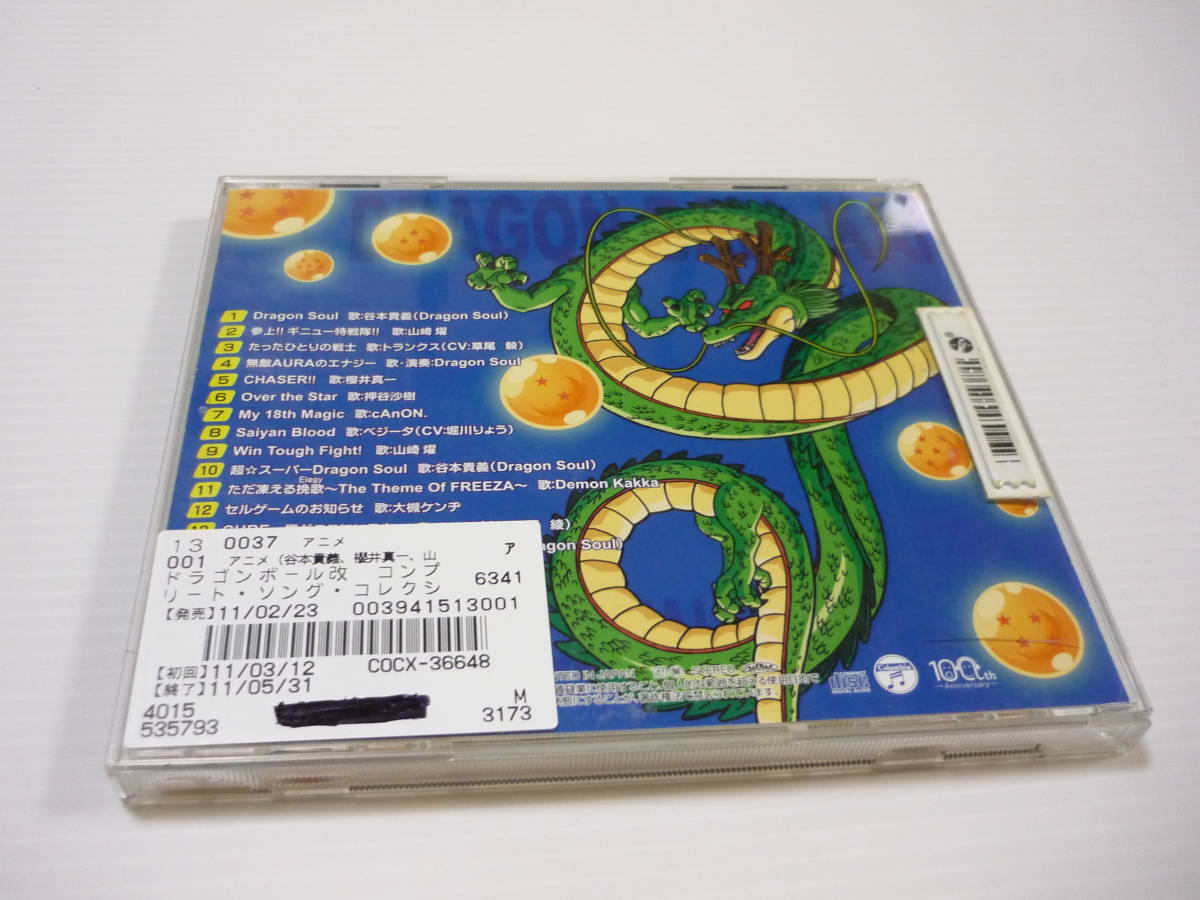 DRAGON
1 Dragon Soul 歌:谷本貴義(Dragon Soul)
2 参上!! ギニュー特戦隊!! 歌:山崎 燿
3 たったひとりの戦士 歌:トランクス(CV:草尾 毅)
4 無敵AURAのエナジー 歌・演奏:Dragon Soul
5 CHASER!! 歌:櫻井真一
6 Over the Star 歌:押谷沙樹
7 My 18th Magic 歌:cAnON.
8 Saiyan Blood 歌:ベジータ(CV:堀川りょう)
9 Win Tough Fight! 歌:山崎 燿
10 超☆スーパーDragon Soul 歌:谷本貴義(Dragon Soul)
Elegy
11 ただ凍える挽歌〜The Theme Of FREEZA〜 歌:Demon Kakka
12 セルゲームのお知らせ 歌:大槻ケンヂ
綾)
agon Soul)
13 0037 アニメ ア
001 アニメ(谷本貴義、櫻井真一、山
ドラゴンボール改 コンプ 6341
リート・ソング・コレクシ
【発売】11/02/23 003941513001
【初回】11/03/12 COCX-36648
【終了】11/05/31
4015 M
535793 3173
NTED IN JAPAN STEREO
COMPACT disc DIGITAL AUDIO
Columbia
100th
Anniversary